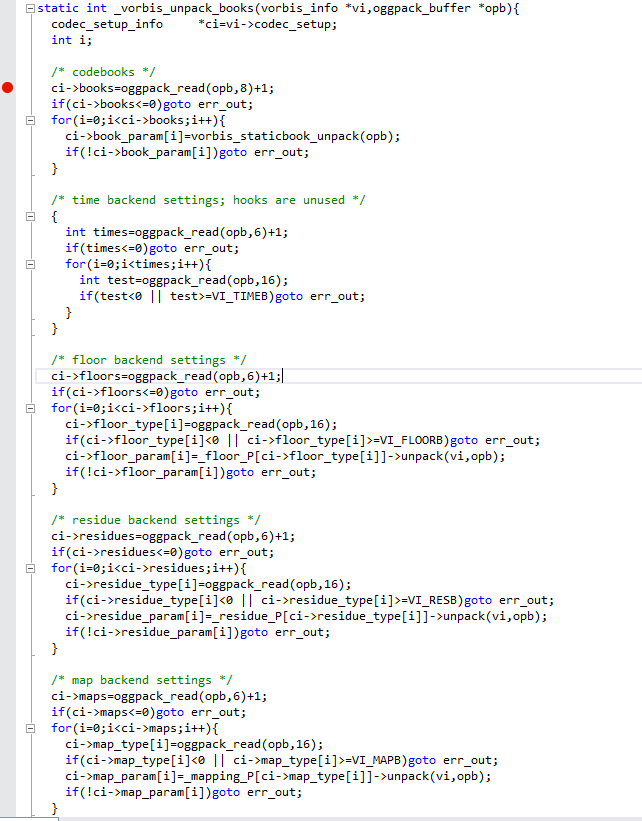 static int _vorbis_unpack_books(vorbis_info *vi,oggpack_buffer *opb){
  codec_setup_info     *ci=vi->codec_setup;
  int i;

  /* codebooks */
  ci->books=oggpack_read(opb,8)+1;
  if(ci->books<=0)goto err_out;
  for(i=0;i<ci->books;i++){
    ci->book_param[i]=vorbis_staticbook_unpack(opb);
    if(!ci->book_param[i])goto err_out;
  }

  /* time backend settings; hooks are unused */
  {
    int times=oggpack_read(opb,6)+1;
    if(times<=0)goto err_out;
    for(i=0;i<times;i++){
      int test=oggpack_read(opb,16);
      if(test<0 || test>=VI_TIMEB)goto err_out;
    }
  }

  /* floor backend settings */
  ci->floors=oggpack_read(opb,6)+1;
  if(ci->floors<=0)goto err_out;
  for(i=0;i<ci->floors;i++){
    ci->floor_type[i]=oggpack_read(opb,16);
    if(ci->floor_type[i]<0 || ci->floor_type[i]>=VI_FLOORB)goto err_out;
    ci->floor_param[i]=_floor_P[ci->floor_type[i]]->unpack(vi,opb);
    if(!ci->floor_param[i])goto err_out;
  }

  /* residue backend settings */
  ci->residues=oggpack_read(opb,6)+1;
  if(ci->residues<=0)goto err_out;
  for(i=0;i<ci->residues;i++){
    ci->residue_type[i]=oggpack_read(opb,16);
    if(ci->residue_type[i]<0 || ci->residue_type[i]>=VI_RESB)goto err_out;
    ci->residue_param[i]=_residue_P[ci->residue_type[i]]->unpack(vi,opb);
    if(!ci->residue_param[i])goto err_out;
  }

  /* map backend settings */
  ci->maps=oggpack_read(opb,6)+1;
  if(ci->maps<=0)goto err_out;
  for(i=0;i<ci->maps;i++){
    ci->map_type[i]=oggpack_read(opb,16);
    if(ci->map_type[i]<0 || ci->map_type[i]>=VI_MAPB)goto err_out;
    ci->map_param[i]=_mapping_P[ci->map_type[i]]->unpack(vi,opb);
    if(!ci->map_param[i])goto err_out;
  }